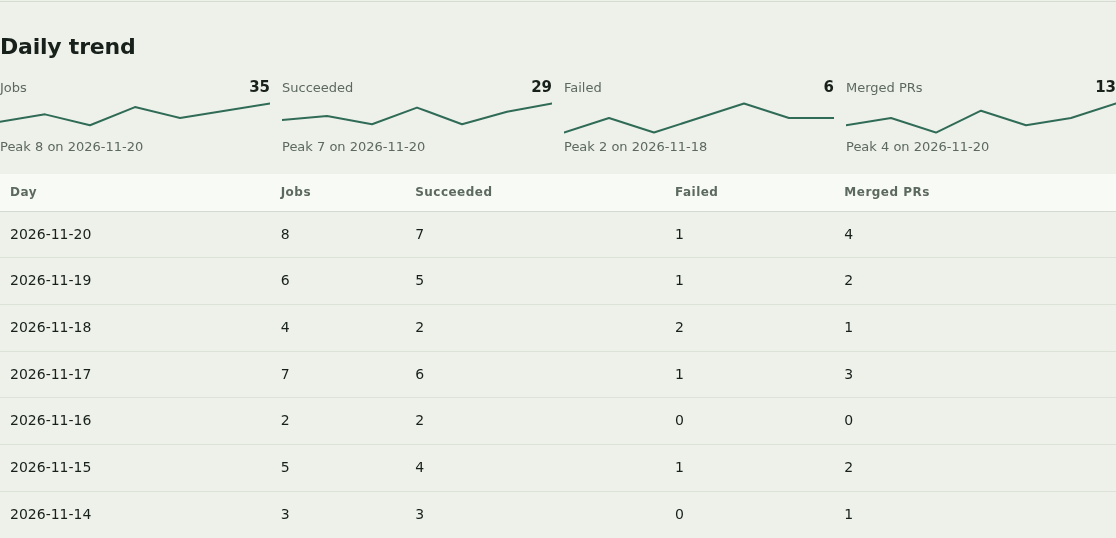 Daily trend
Jobs 35 Succeeded 29 Failed 6 Merged PRs 13
Peak 8 on 2026-11-20 Peak 7 on 2026-11-20 Peak 2 on 2026-11-18 Peak 4 on 2026-11-20
Day Jobs Succeeded Failed Merged PRs
2026-11-20 8 7 1 4
2026-11-19 6 5 1 2
2026-11-18 4 2 2 1
2026-11-17 7 6 1 3
2026-11-16 2 2 0 0
2026-11-15 5 4 1 2
2026-11-14 3 3 0 1